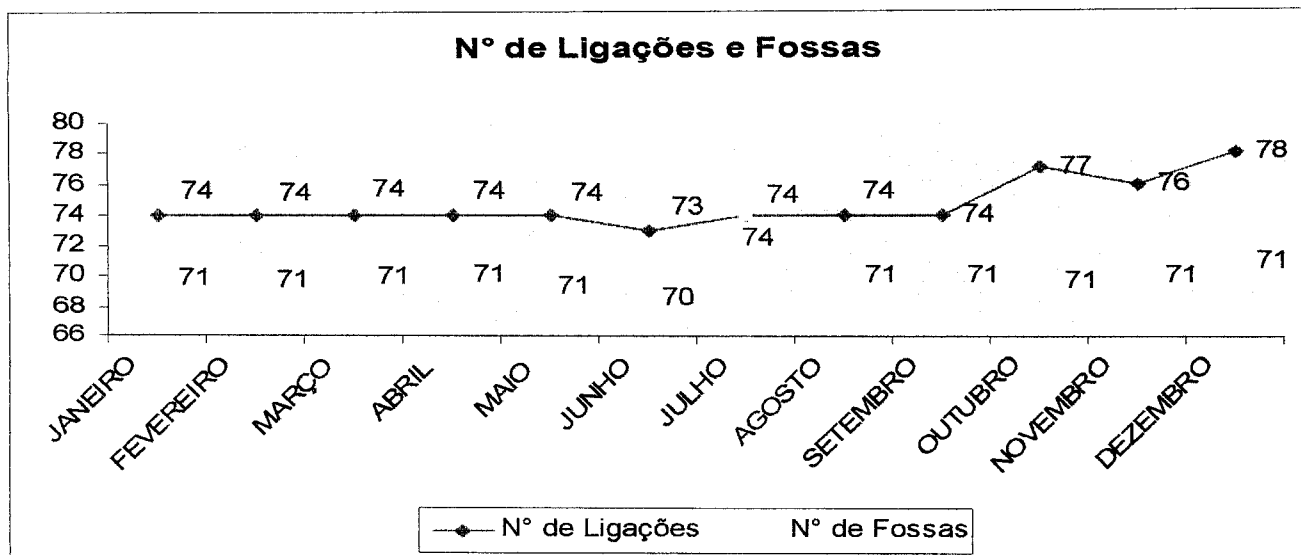 N° de Ligações e Fossas
80
78
76
74
72
70
68
66
74 74 74 74 74 73 74 74 74 77 76 78
71 71 71 71 71 70 74 71 71 71 71 71
JANEIRO
FEVEREIRO
MARÇO
ABRIL
MAIO
JUNHO
JULHO
AGOSTO
SETEMBRO
OUTUBRO
NOVEMBRO
DEZEMBRO
N° de Ligações N° de Fossas